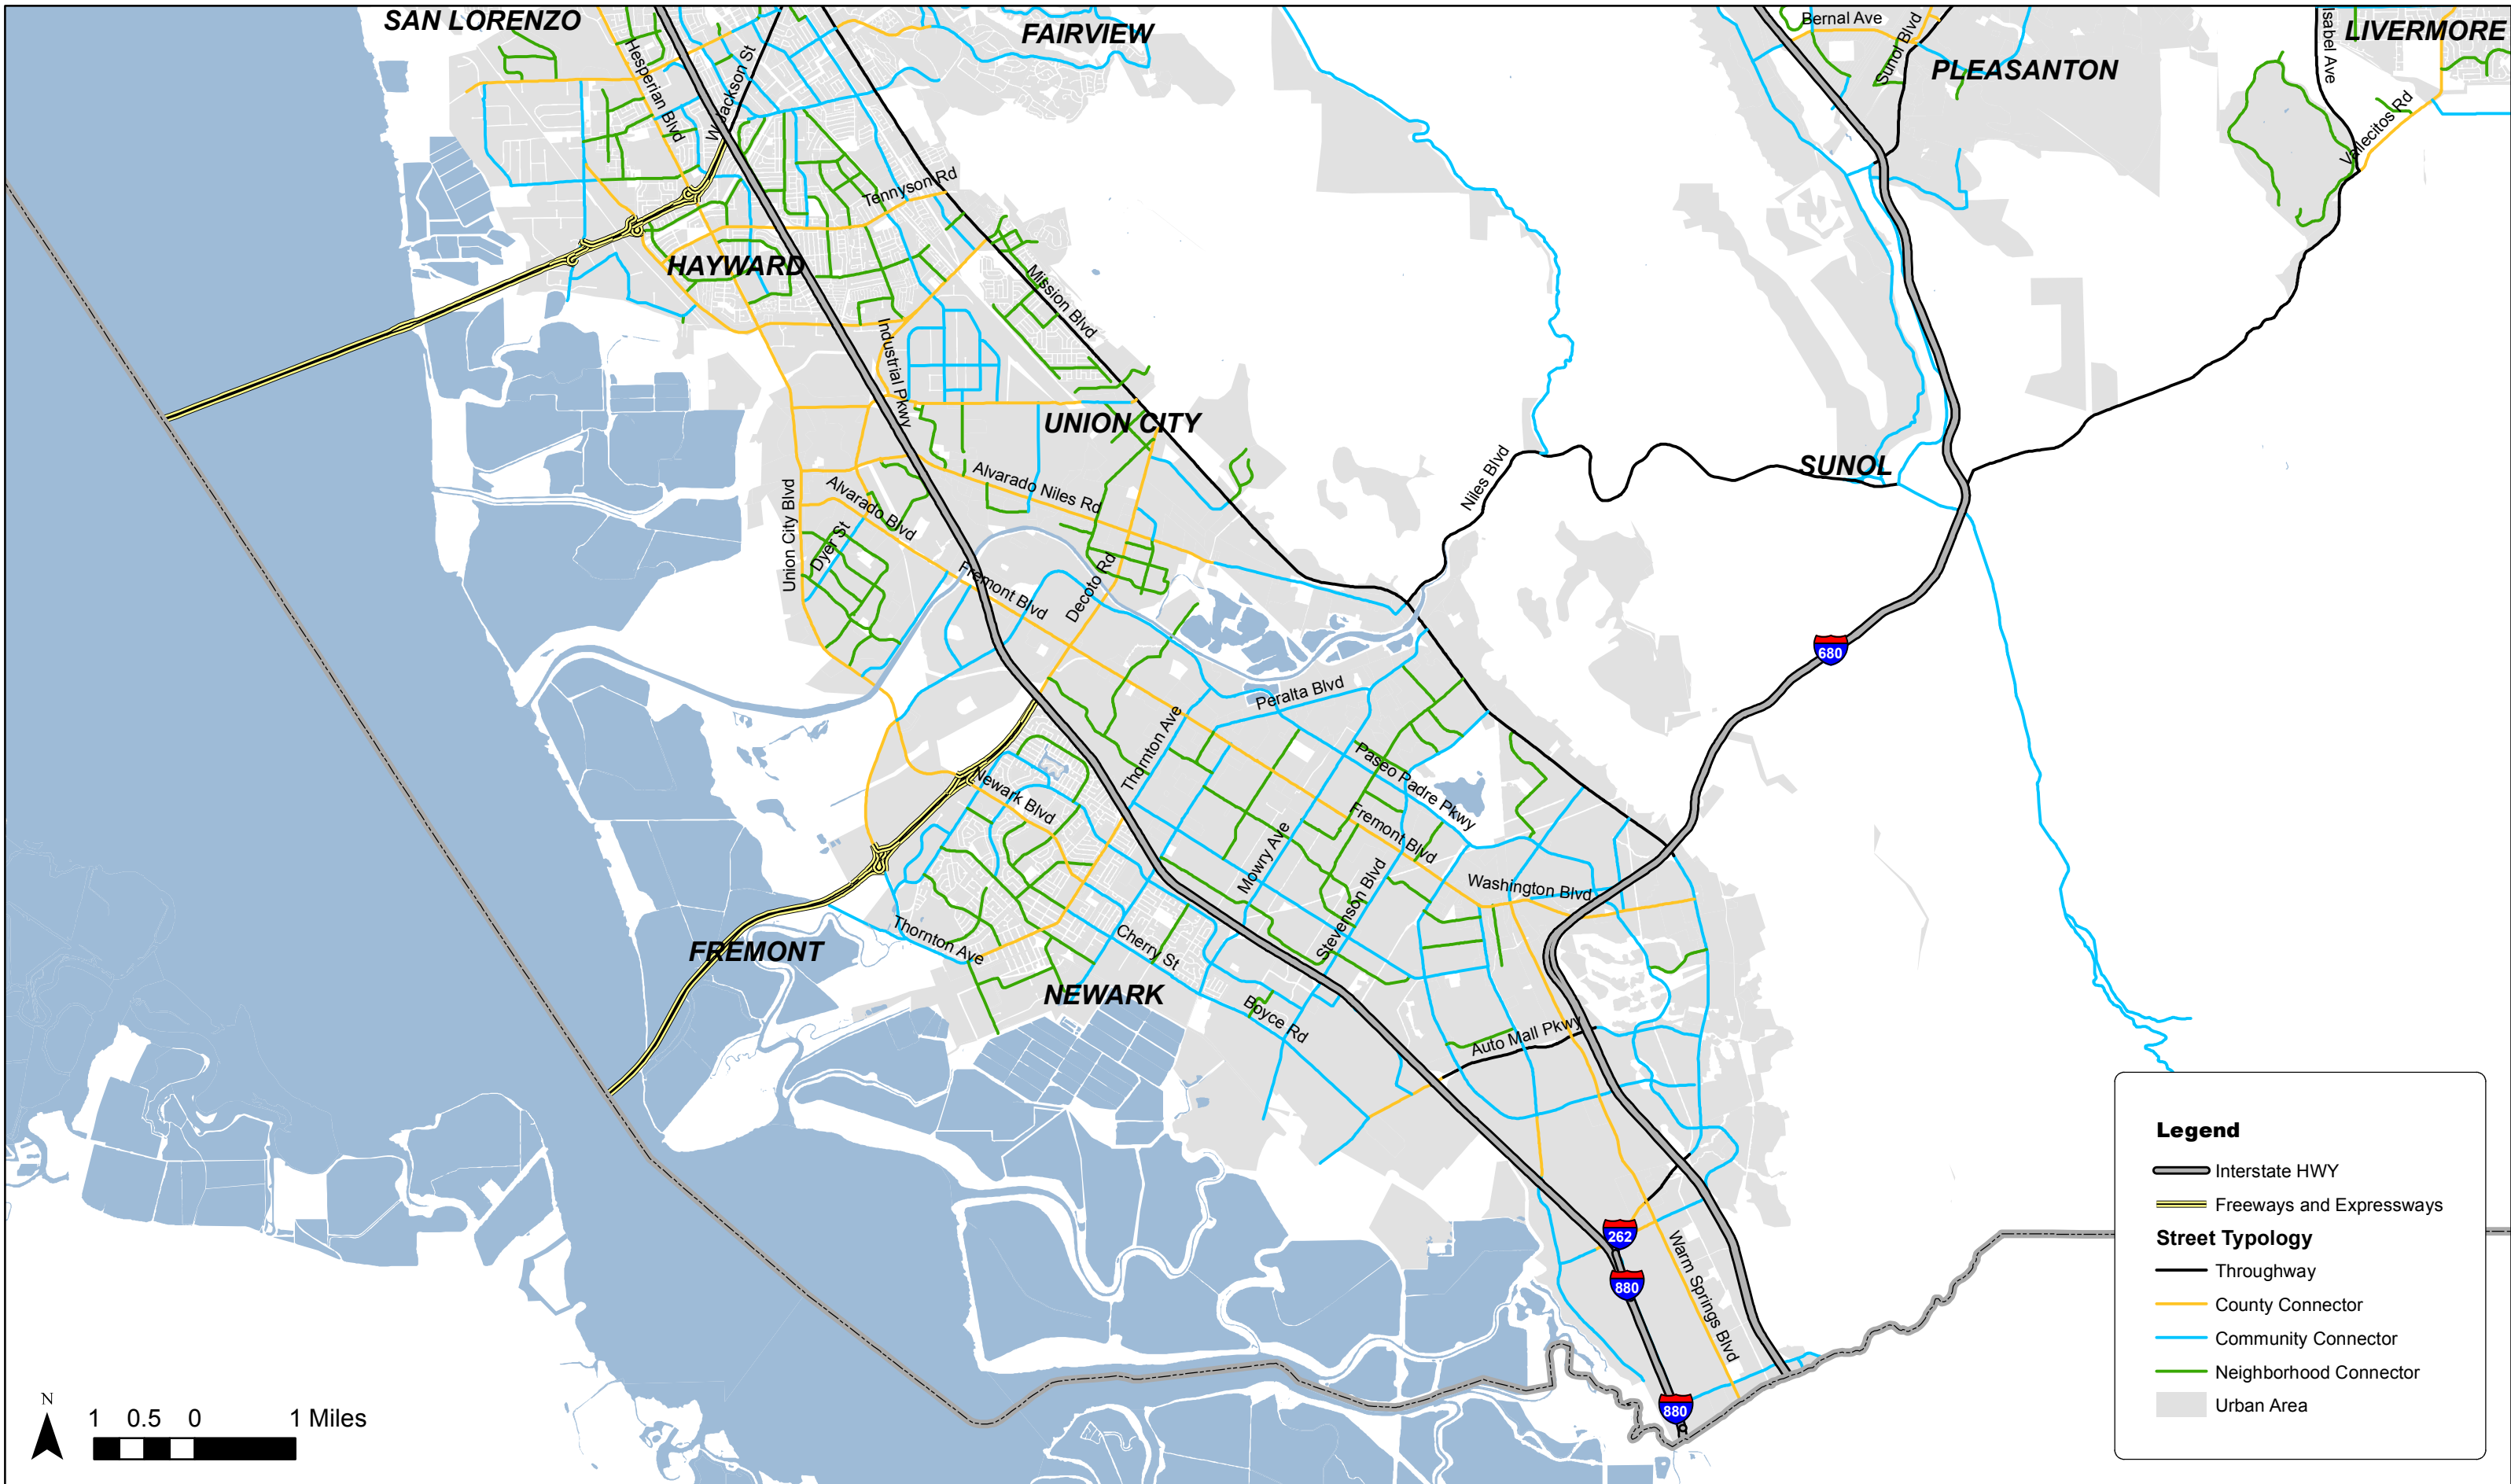 SAN LORENZO
FAIRVIEW
Bernal Ave
Sunol Blvd
PLEASANTON
Isabel Ave
LIVERMORE
Hesperian Blvd
W Jackson St
Vallecitos Rd
Tennyson Rd
HAYWARD
Mission Blvd
Industrial Pkwy
UNION CITY
Alvarado Niles Rd
Niles Blvd
SUNOL
Union City Blvd
Alvarado Blvd
Dyer St
Fremont Blvd
Decoto Rd
680
Peralta Blvd
Thornton Ave
Paseo Padre Pkwy
Newark Blvd
Fremont Blvd
Mowry Ave
Stevenson Blvd
Washington Blvd
Thornton Ave
Cherry St
FREMONT
NEWARK
Boyce Rd
Auto Mall Pkwy
262
880
Warm Springs Blvd
880
N
1 0.5 0 1 Miles
Legend
Interstate HWY
Freeways and Expressways
Street Typology
Throughway
County Connector
Community Connector
Neighborhood Connector
Urban Area